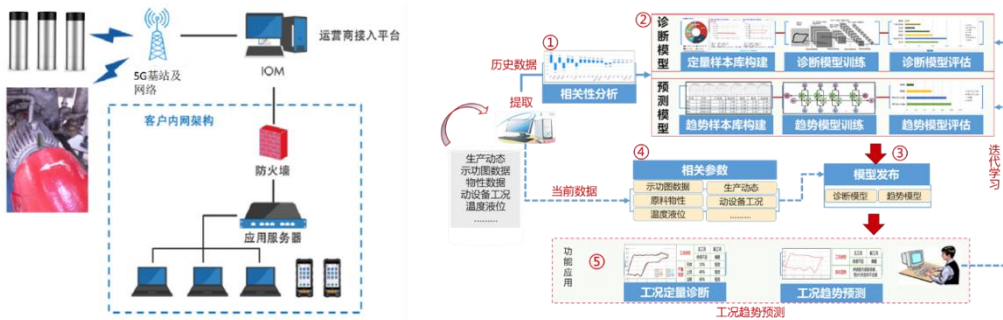 运营商接入平台
IOM
5G基站及
网络
客户内网架构
防火墙
应用服务器
历史数据
提取
①
相关性分析
②
诊断模型
定量样本库构建
诊断模型训练
诊断模型评估
预测模型
趋势样本库构建
趋势模型训练
趋势模型评估
生产动态
示功图数据
物性数据
动设备工况
温度液位
………
当前数据
④
相关参数
示功图数据
生产动态
原料物性
动设备工况
温度液位
………
③
模型发布
诊断模型
趋势模型
迭代学习
功能应用
⑤
工况定量诊断
工况趋势预测
工况趋势预测